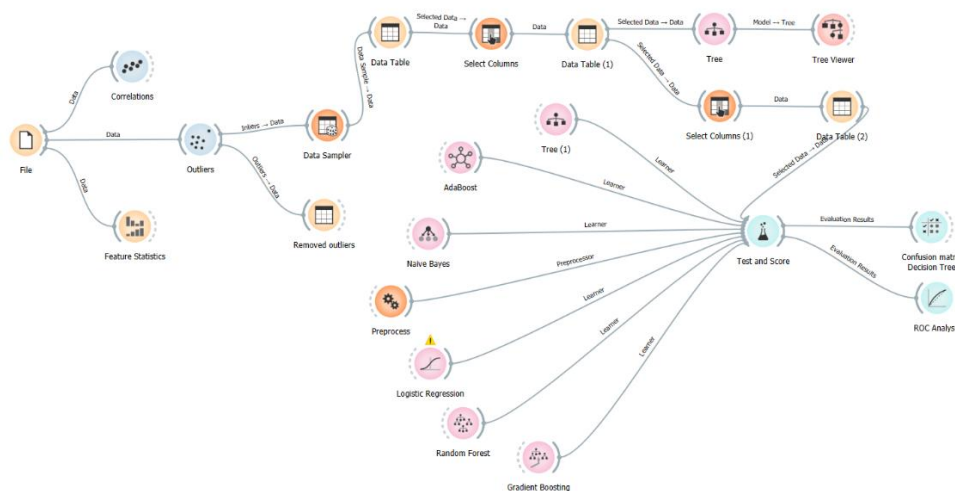 Selected Data → Data
Data
Selected Data → Data
Model → Tree
Data Table
Select Columns
Data Table (1)
Tree
Tree Viewer
Data
Correlations
Data Sample → Data
Selected Data → Data
Data
File
Data
Outliers
Inliers → Data
Data Sampler
Select Columns (1)
Data
Data Table (2)
Tree (1)
Learner
Selected Data → Data
Data
Outliers → Data
AdaBoost
Learner
Feature Statistics
Removed outliers
Naive Bayes
Learner
Test and Score
Evaluation Results
Confusion matr
Decision Tree
Preprocess
Preprocessor
Evaluation Results
ROC Analys
Logistic Regression
Learner
Random Forest
Learner
Gradient Boosting
Learner